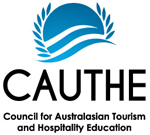 CAUTHE
Council for Australasian Tourism
and Hospitality Education